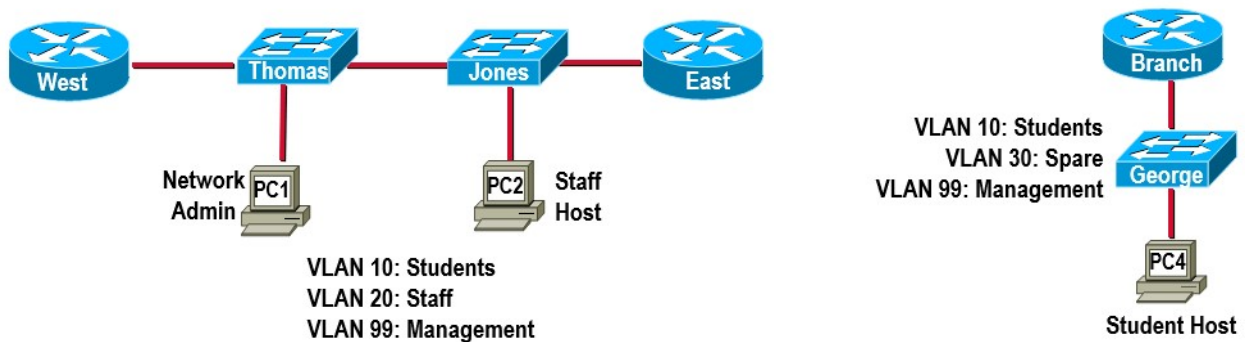 West
Thomas
Jones
East
Network
Admin
PC1
PC2
Staff
Host
VLAN 10: Students
VLAN 20: Staff
VLAN 99: Management
Branch
VLAN 10: Students
VLAN 30: Spare
VLAN 99: Management
George
PC4
Student Host